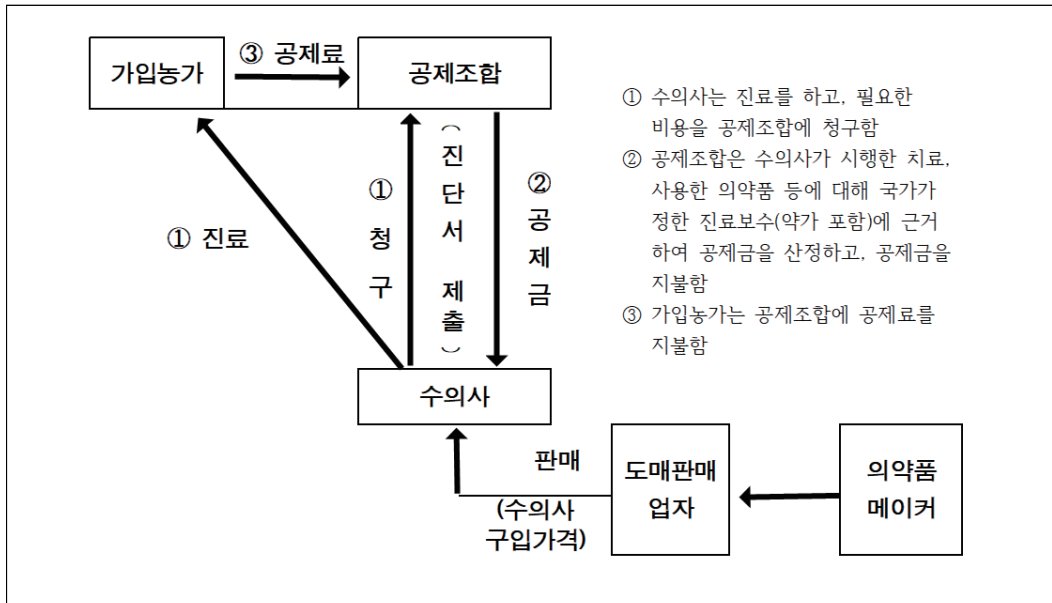 ③ 공제료
가입농가
공제조합
① 수의사는 진료를 하고, 필요한
비용을 공제조합에 청구함
② 공제조합은 수의사가 시행한 치료,
사용한 의약품 등에 대해 국가가
정한 진료보수(약가 포함)에 근거
하여 공제금을 산정하고, 공제금을
지불함
③ 가입농가는 공제조합에 공제료를
지불함
① 진료
①청구
(진단서 제출)
②공제금
수의사
판매
(수의사
구입가격)
도매판매
업자
의약품
메이커